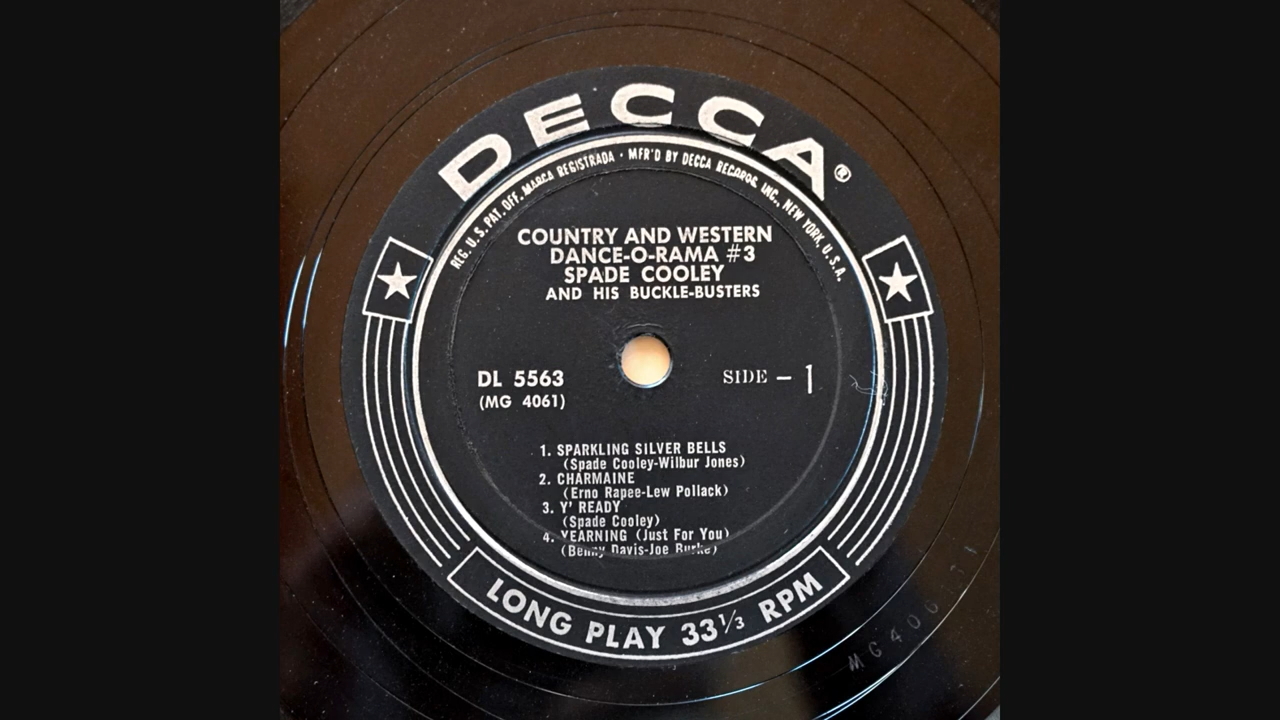 DECCA®
REG. U.S. PAT. OFF. MARCA REGISTRADA • MFR'D BY DECCA RECORDS, INC., NEW YORK, U.S.A.
COUNTRY AND WESTERN
DANCE-O-RAMA #3
SPADE COOLEY
AND HIS BUCKLE-BUSTERS
DL 5563
SIDE – 1
(MG 4061)
1. SPARKLING SILVER BELLS
(Spade Cooley-Wilbur Jones)
2. CHARMAINE
(Erno Rapee-Lew Pollack)
3. Y' READY
(Spade Cooley)
4. YEARNING (Just For You)
(Benny Davis-Joe Burke)
LONG PLAY 33⅓ RPM